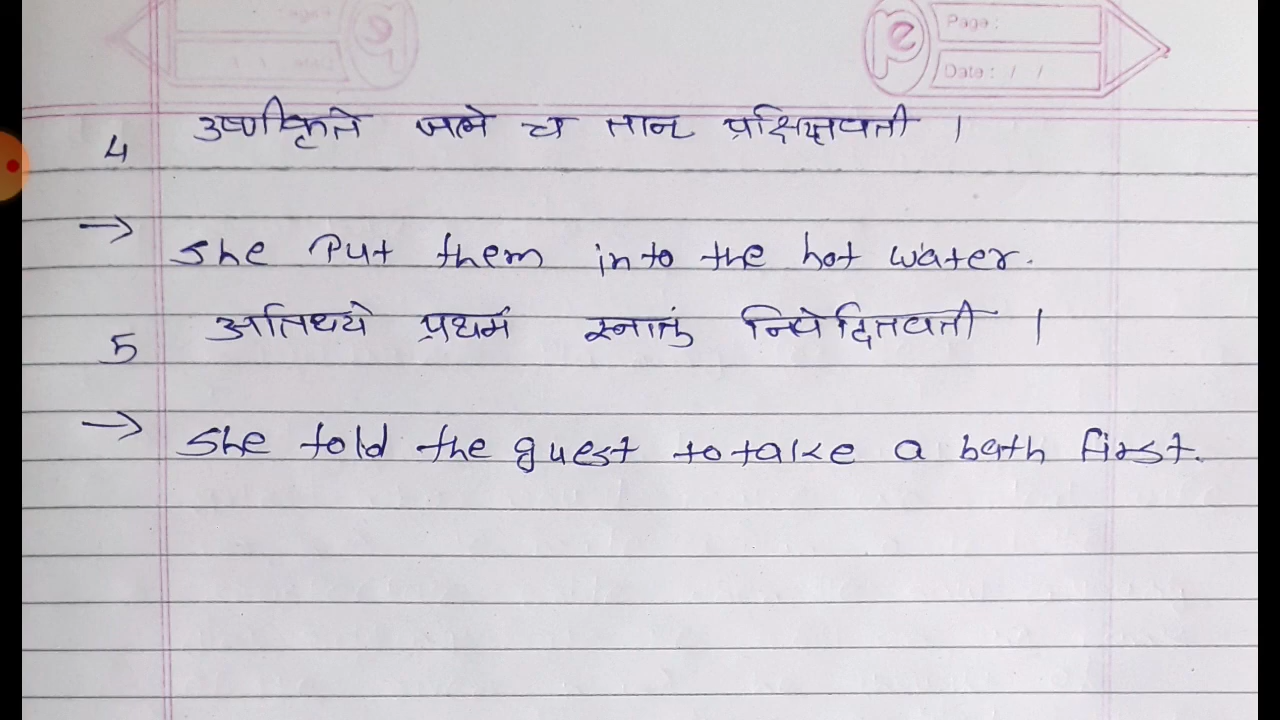 Page :
Date : / /
उष्णीकृते जले च तान् प्रक्षिप्तवती ।
4
→ She Put them into the hot water.
अतिथये प्रथमं स्नातुं निवेदितवती ।
5
→ She told the guest to take a bath first.